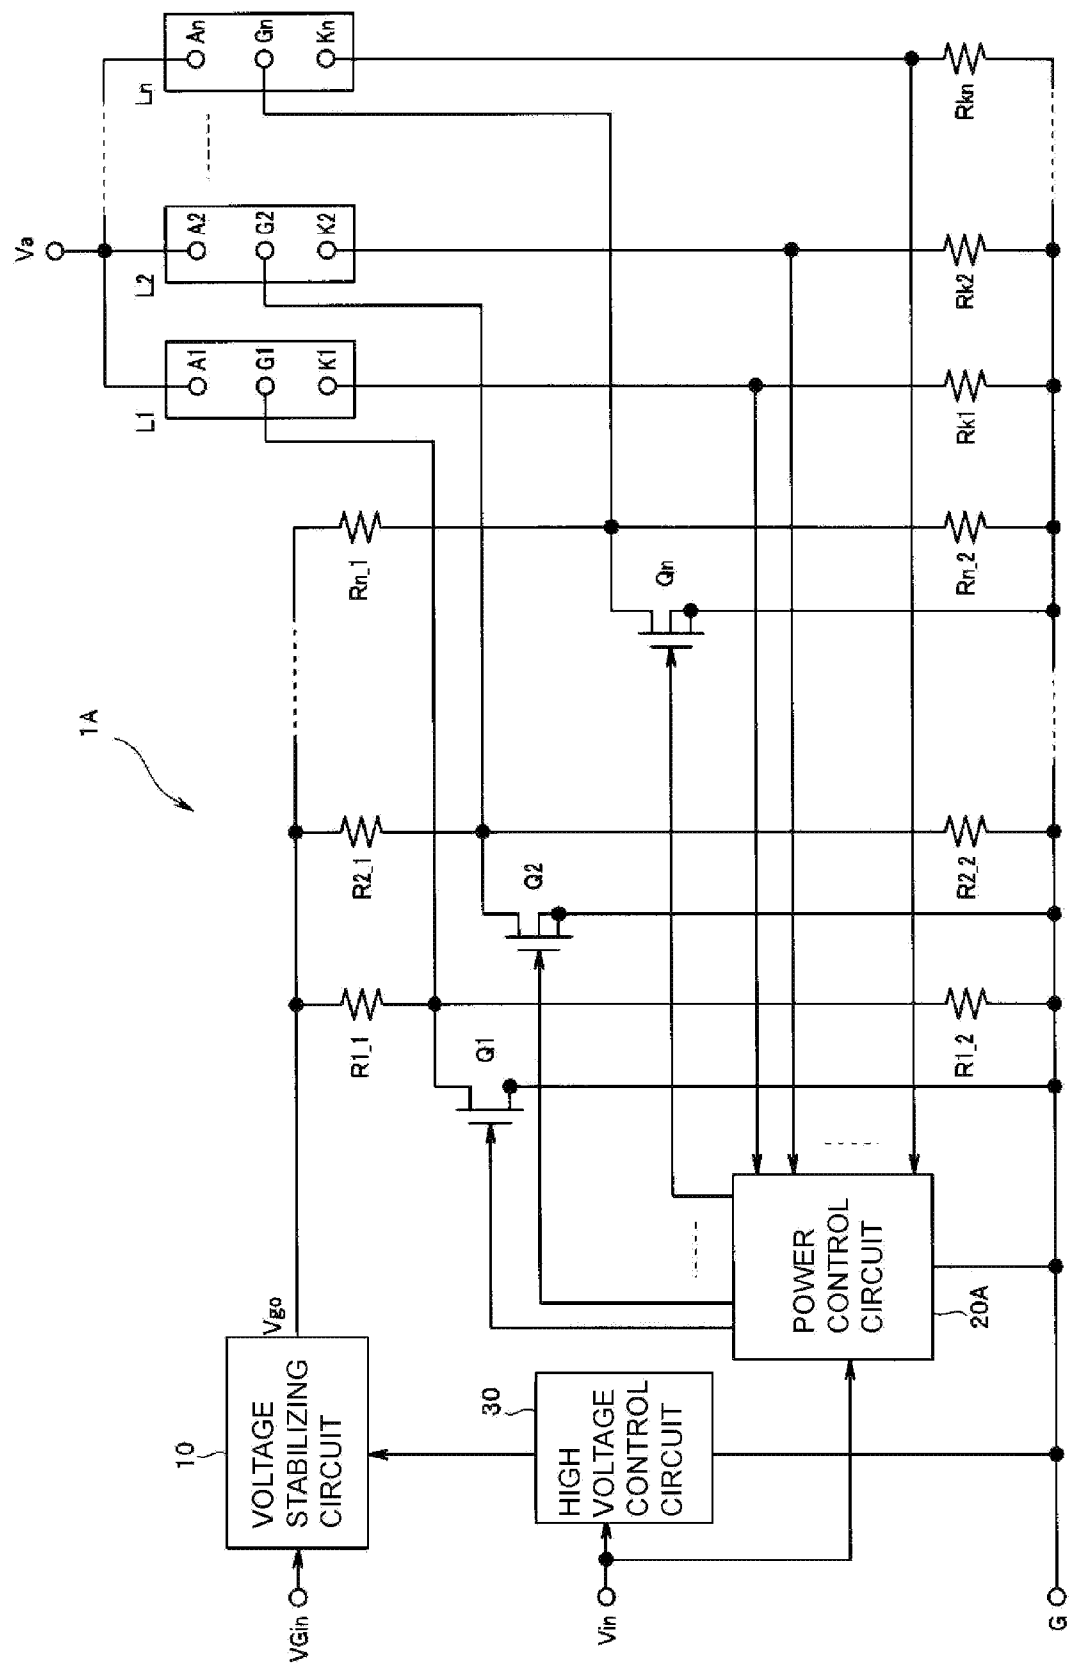 1A
Va
L1
A1
G1
K1
L2
A2
G2
K2
Ln
An
Gn
Kn
VGin
10
VOLTAGE
STABILIZING
CIRCUIT
Vgo
R1_1
R2_1
Rn_1
Q1
Q2
Qn
Vin
30
HIGH
VOLTAGE
CONTROL
CIRCUIT
POWER
CONTROL
CIRCUIT
20A
R1_2
R2_2
Rn_2
Rk1
Rk2
Rkn
G